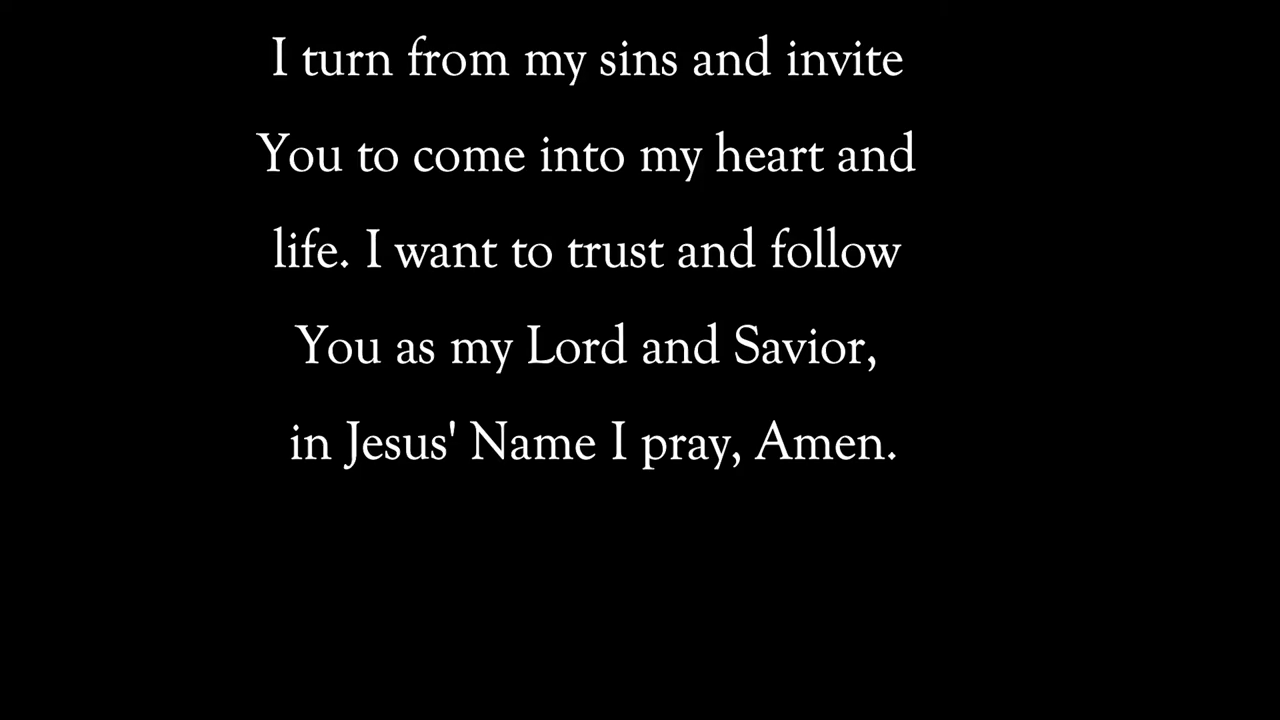 I turn from my sins and invite
You to come into my heart and
life. I want to trust and follow
You as my Lord and Savior,
in Jesus' Name I pray, Amen.